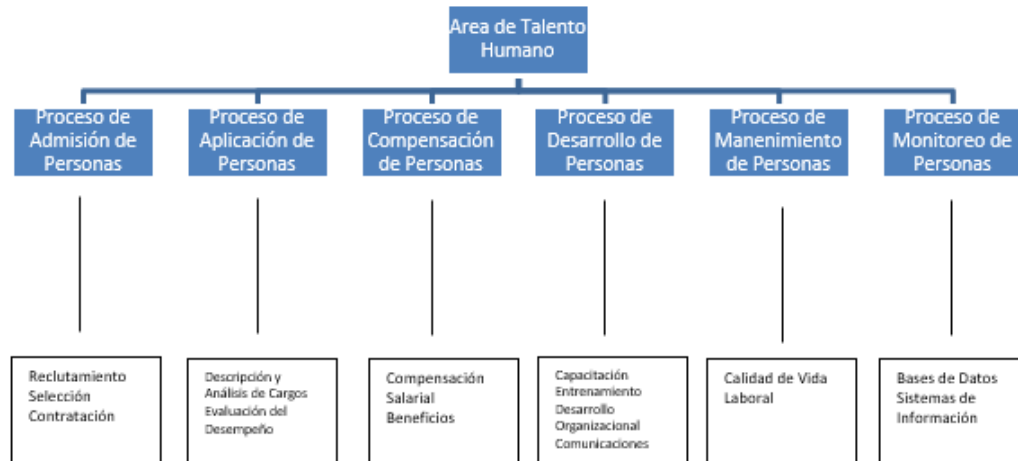 Area de Talento
Humano
Proceso de
Admisión de
Personas
Proceso de
Aplicación de
Personas
Proceso de
Compensación
de Personas
Proceso de
Desarrollo de
Personas
Proceso de
Manenimiento
de Personas
Proceso de
Monitoreo de
Personas
Reclutamiento
Selección
Contratación
Descripción y
Análisis de Cargos
Evaluación del
Desempeño
Compensación
Salarial
Beneficios
Capacitación
Entrenamiento
Desarrollo
Organizacional
Comunicaciones
Calidad de Vida
Laboral
Bases de Datos
Sistemas de
Información